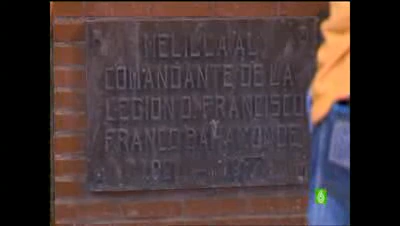 MELILLA AL
COMANDANTE DE LA
LEGION D. FRANCISCO
FRANCO BAHAMONDE